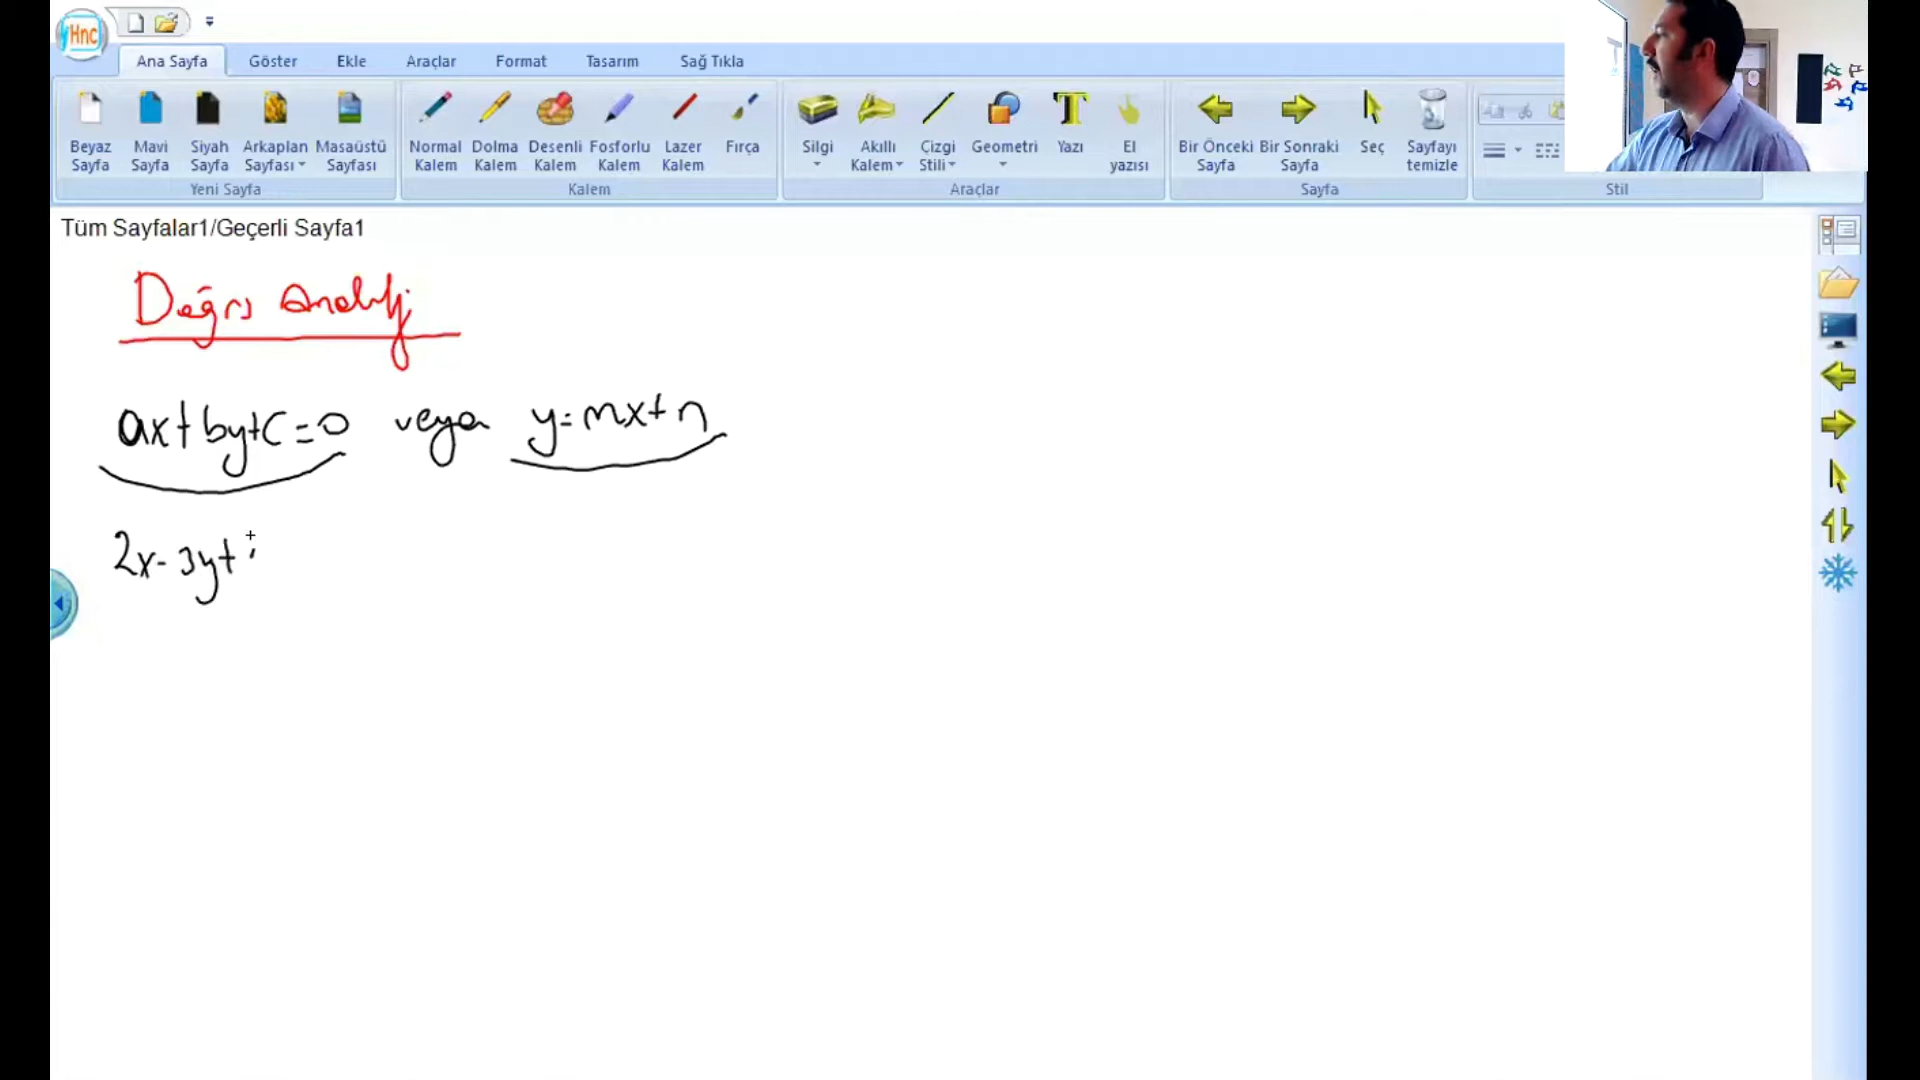 Hnc
Ana Sayfa Göster Ekle Araçlar Format Tasarım Sağ Tıkla
Beyaz Sayfa Mavi Sayfa Siyah Sayfa Arkaplan Sayfası Masaüstü Sayfası
Yeni Sayfa
Normal Kalem Dolma Kalem Desenli Kalem Fosforlu Kalem Lazer Kalem Fırça
Kalem
Silgi Akıllı Kalem Çizgi Stili Geometri Yazı El yazısı
Araçlar
Bir Önceki Sayfa Bir Sonraki Sayfa Seç Sayfayı temizle
Sayfa
Stil
Tüm Sayfalar1/Geçerli Sayfa1
Doğru Analitiği
ax+by+c=0 veya y=mx+n
2x-3y+